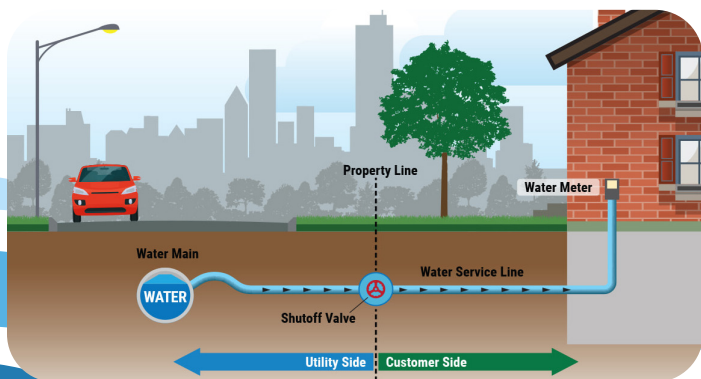 Property Line
Water Meter
Water Main
Water Service Line
WATER
Shutoff Valve
Utility Side
Customer Side